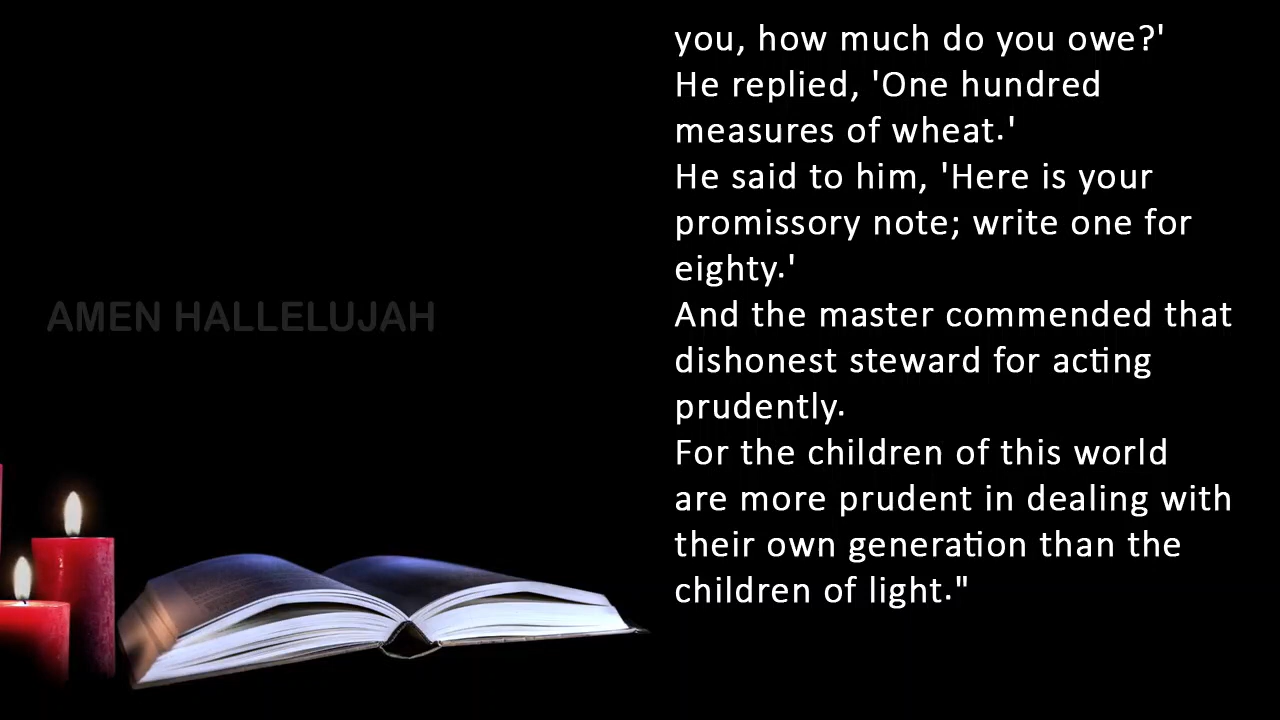 you, how much do you owe?'
He replied, 'One hundred
measures of wheat.'
He said to him, 'Here is your
promissory note; write one for
eighty.'
And the master commended that
dishonest steward for acting
prudently.
For the children of this world
are more prudent in dealing with
their own generation than the
children of light."
AMEN HALLELUJAH